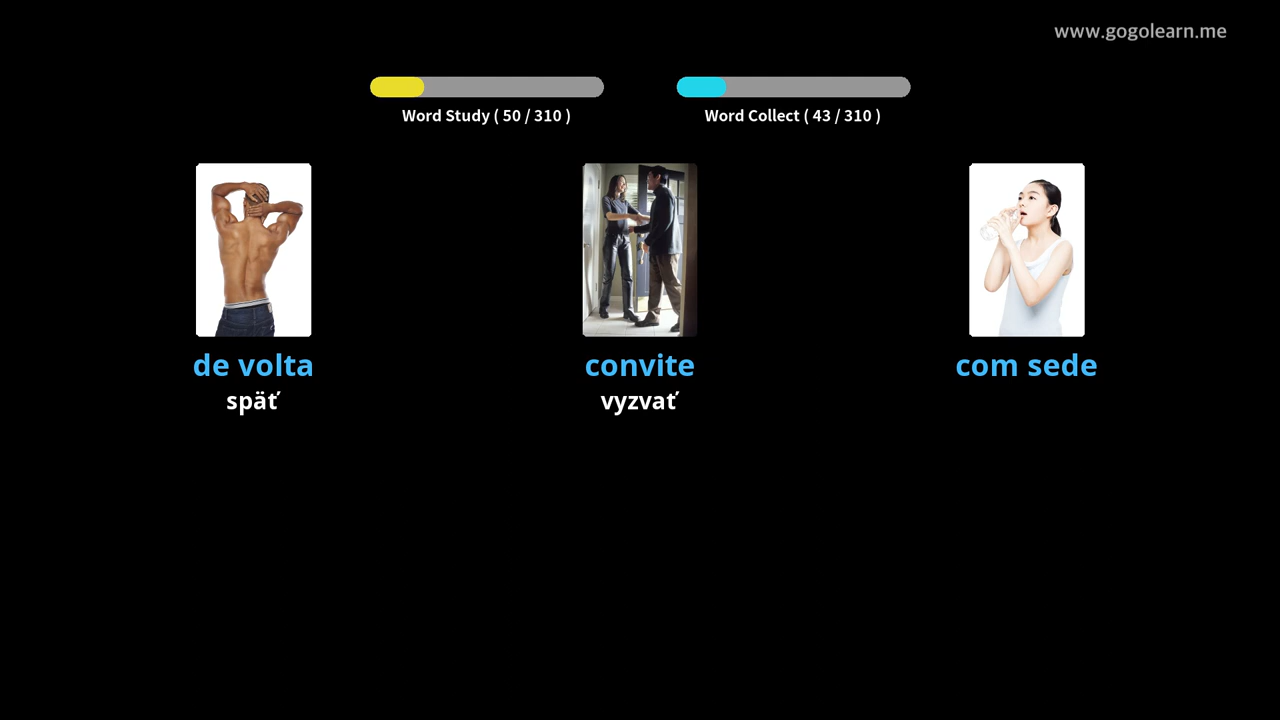 www.gogolearn.me
Word Study ( 50 / 310 )
Word Collect ( 43 / 310 )
de volta
späť
convite
vyzvať
com sede